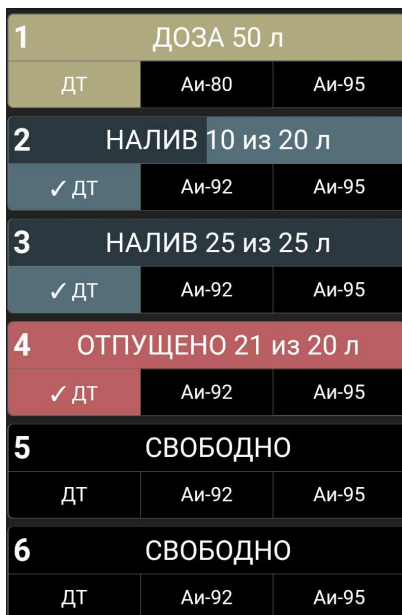 1 ДОЗА 50 л
ДТ Аи-80 Аи-95
2 НАЛИВ 10 из 20 л
✓ ДТ Аи-92 Аи-95
3 НАЛИВ 25 из 25 л
✓ ДТ Аи-92 Аи-95
4 ОТПУЩЕНО 21 из 20 л
✓ ДТ Аи-92 Аи-95
5 СВОБОДНО
ДТ Аи-92 Аи-95
6 СВОБОДНО
ДТ Аи-92 Аи-95